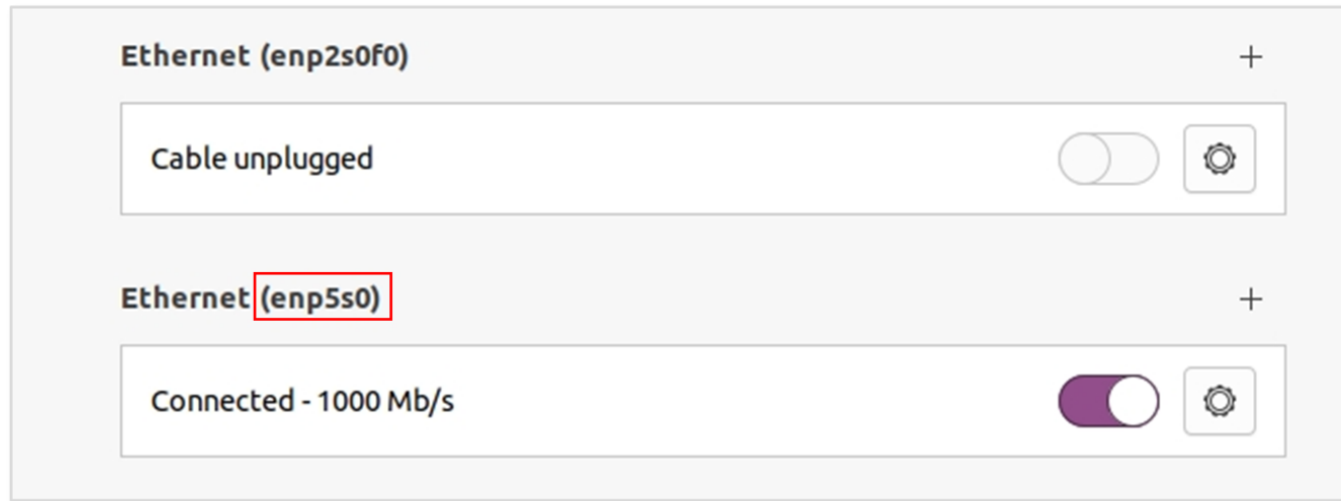 Ethernet (enp2s0f0)
Cable unplugged
Ethernet (enp5s0)
Connected - 1000 Mb/s